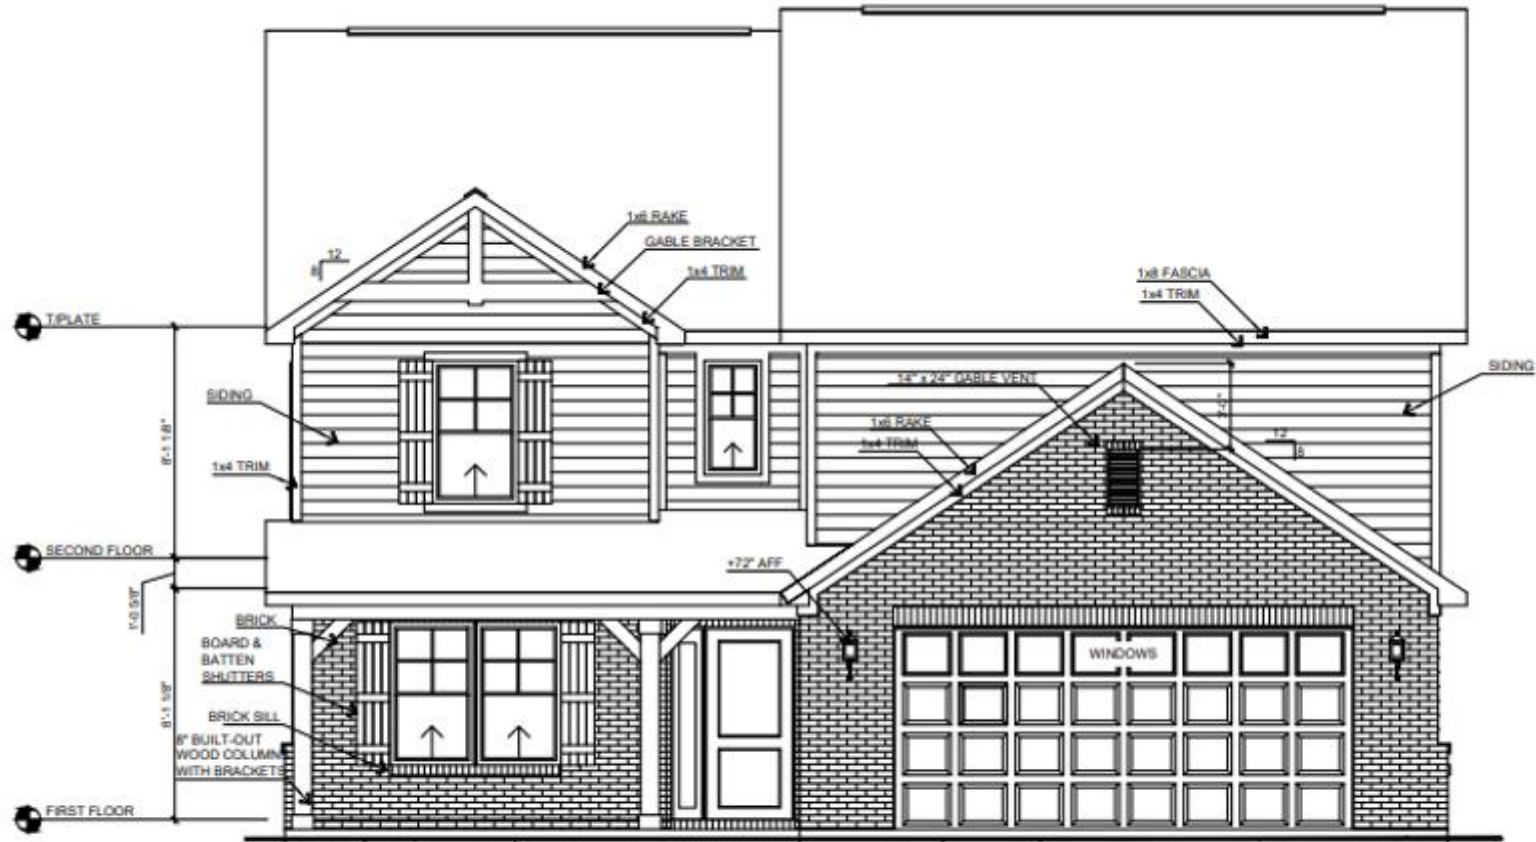 1x6 RAKE
GABLE BRACKET
12
8
1x4 TRIM
1x8 FASCIA
1x4 TRIM
T/PLATE
SIDING
14" x 24" GABLE VENT
SIDING
1x6 RAKE
12
8
1x4 TRIM
8'-1 1/8"
1x4 TRIM
SECOND FLOOR
+72" AFF
1'-0 5/8"
BRICK
BOARD &
BATTEN
SHUTTERS
WINDOWS
8'-1 1/8"
BRICK SILL
8" BUILT-OUT
WOOD COLUMN
WITH BRACKETS
FIRST FLOOR